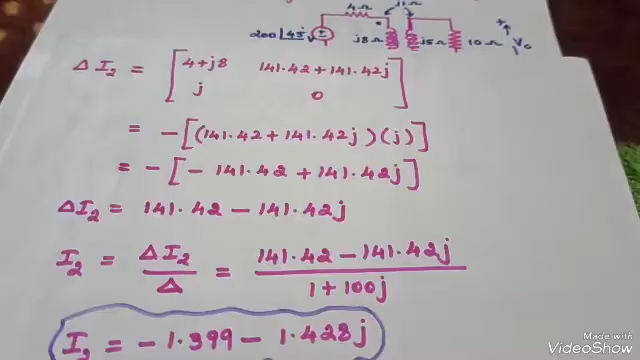 4Ω j1Ω
200∠45 + j8Ω j5Ω 10Ω + V0
ΔI2 = [4+j8 141.42+141.42j
j 0]
= -[(141.42+141.42j)(j)]
= -[-141.42+141.42j]
ΔI2 = 141.42-141.42j
I2 = ΔI2/Δ = 141.42-141.42j/1+100j
I2 = -1.399-1.428j
Made with
VideoShow